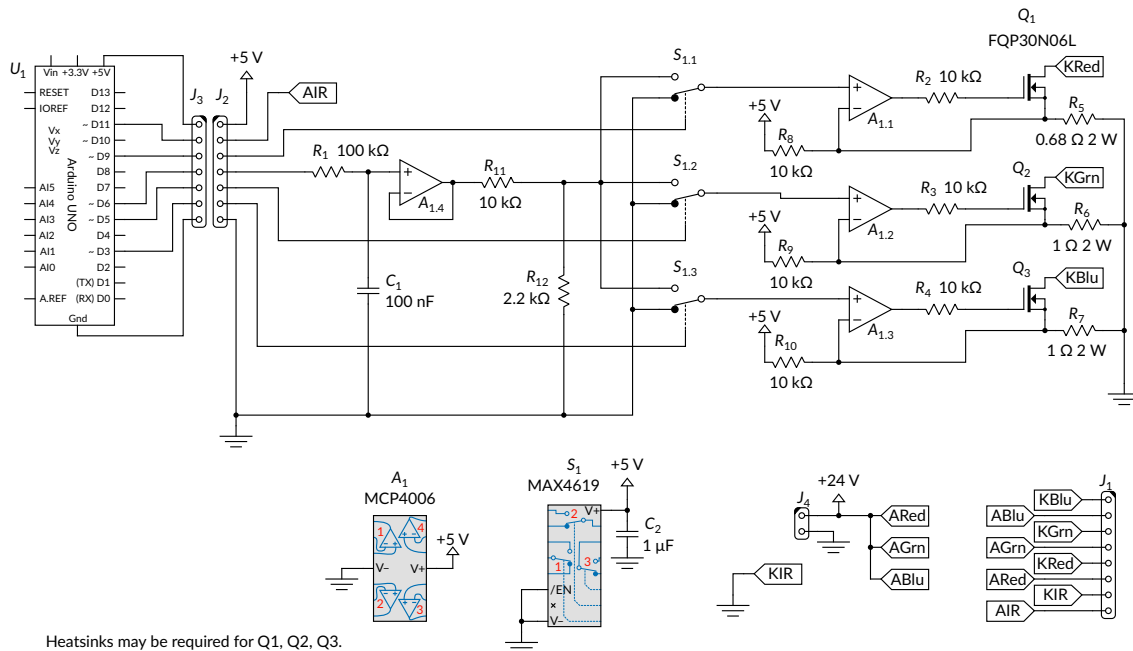 Q1
FQP30N06L
U1
Vin +3.3V +5V
RESET
IOREF
Vx
Vy
Vz
Arduino UNO
AI5
AI4
AI3
AI2
AI1
AI0
A.REF
D13
D12
~ D11
~ D10
~ D9
D8
D7
~ D6
~ D5
D4
~ D3
D2
(TX) D1
(RX) D0
Gnd
J3
J2
+5 V
AIR
R1 100 kΩ
C1
100 nF
A1.4
R11
10 kΩ
R12
2.2 kΩ
S1.1
S1.2
S1.3
+5 V
R8
10 kΩ
A1.1
R2 10 kΩ
KRed
R5
0.68 Ω 2 W
+5 V
R9
10 kΩ
A1.2
R3 10 kΩ
Q2
KGrn
R6
1 Ω 2 W
+5 V
R10
10 kΩ
A1.3
R4 10 kΩ
Q3
KBlu
R7
1 Ω 2 W
A1
MCP4006
1
4
V–
V+
2
3
+5 V
S1
MAX4619
V+
2
1
3
/EN
×
V–
+5 V
C2
1 µF
KIR
+24 V
J4
ARed
AGrn
ABlu
J1
KBlu
ABlu
KGrn
AGrn
KRed
ARed
KIR
AIR
Heatsinks may be required for Q1, Q2, Q3.